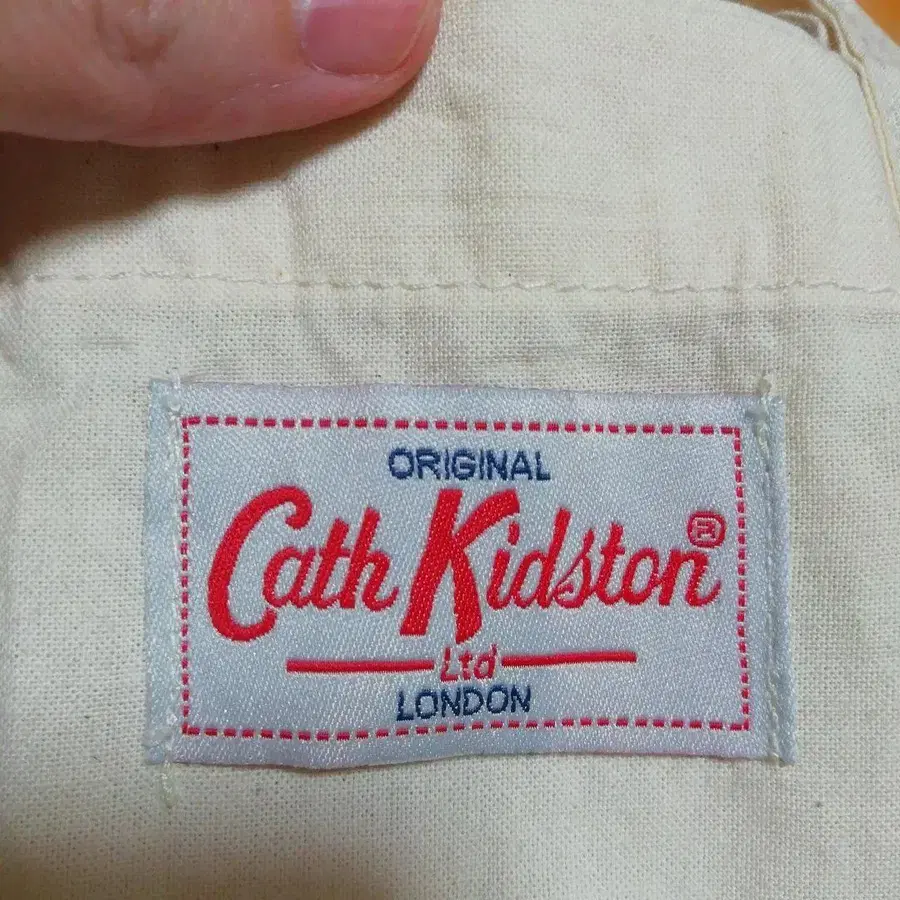 ORIGINAL
Cath Kidston®
Ltd
LONDON